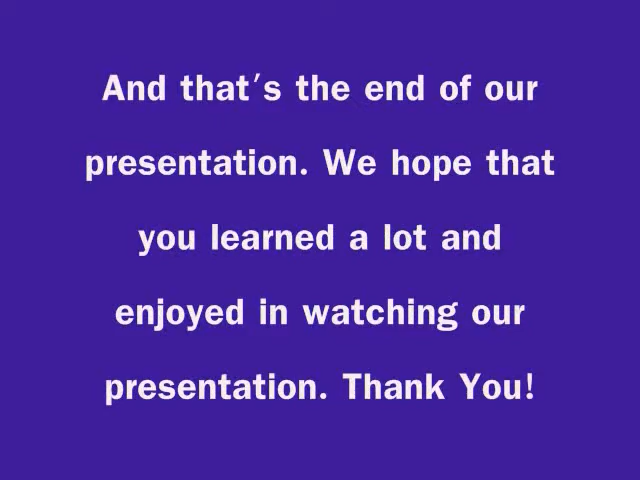 And that's the end of our
presentation. We hope that
you learned a lot and
enjoyed in watching our
presentation. Thank You!